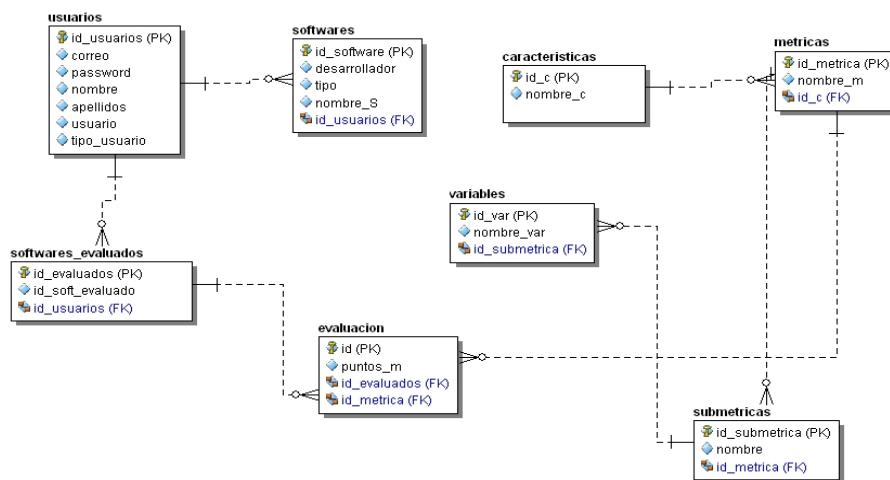 usuarios
id_usuarios (PK)
correo
password
nombre
apellidos
usuario
tipo_usuario
softwares
id_software (PK)
desarrollador
tipo
nombre_S
id_usuarios (FK)
caracteristicas
id_c (PK)
nombre_c
metricas
id_metrica (PK)
nombre_m
id_c (FK)
variables
id_var (PK)
nombre_var
id_submetrica (FK)
softwares_evaluados
id_evaluados (PK)
id_soft_evaluado
id_usuarios (FK)
evaluacion
id (PK)
puntos_m
id_evaluados (FK)
id_metrica (FK)
submetricas
id_submetrica (PK)
nombre
id_metrica (FK)